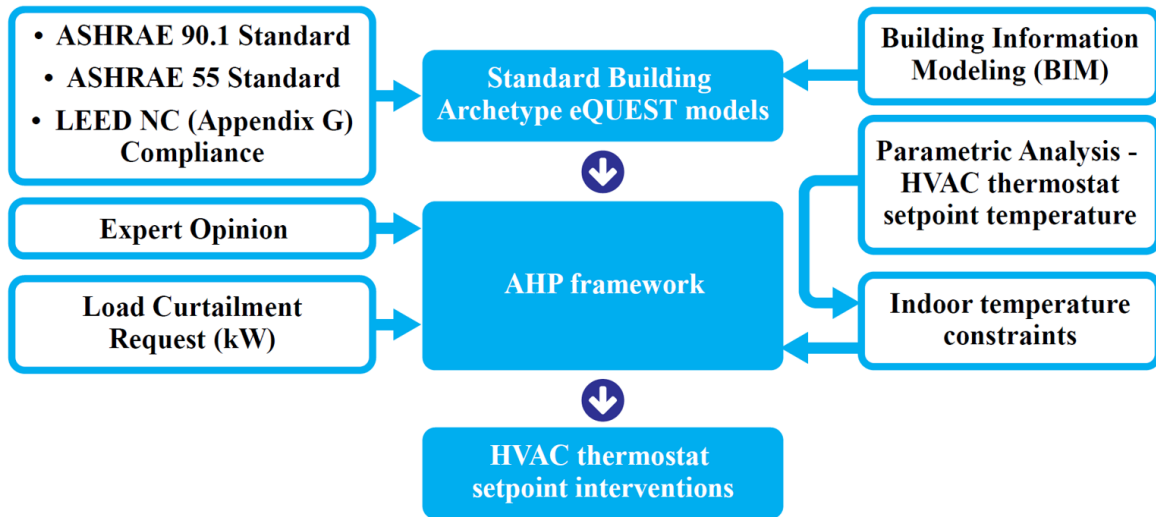 • ASHRAE 90.1 Standard
• ASHRAE 55 Standard
• LEED NC (Appendix G)
Compliance
Standard Building
Archetype eQUEST models
Building Information
Modeling (BIM)
Expert Opinion
Load Curtailment
Request (kW)
AHP framework
Parametric Analysis -
HVAC thermostat
setpoint temperature
Indoor temperature
constraints
HVAC thermostat
setpoint interventions